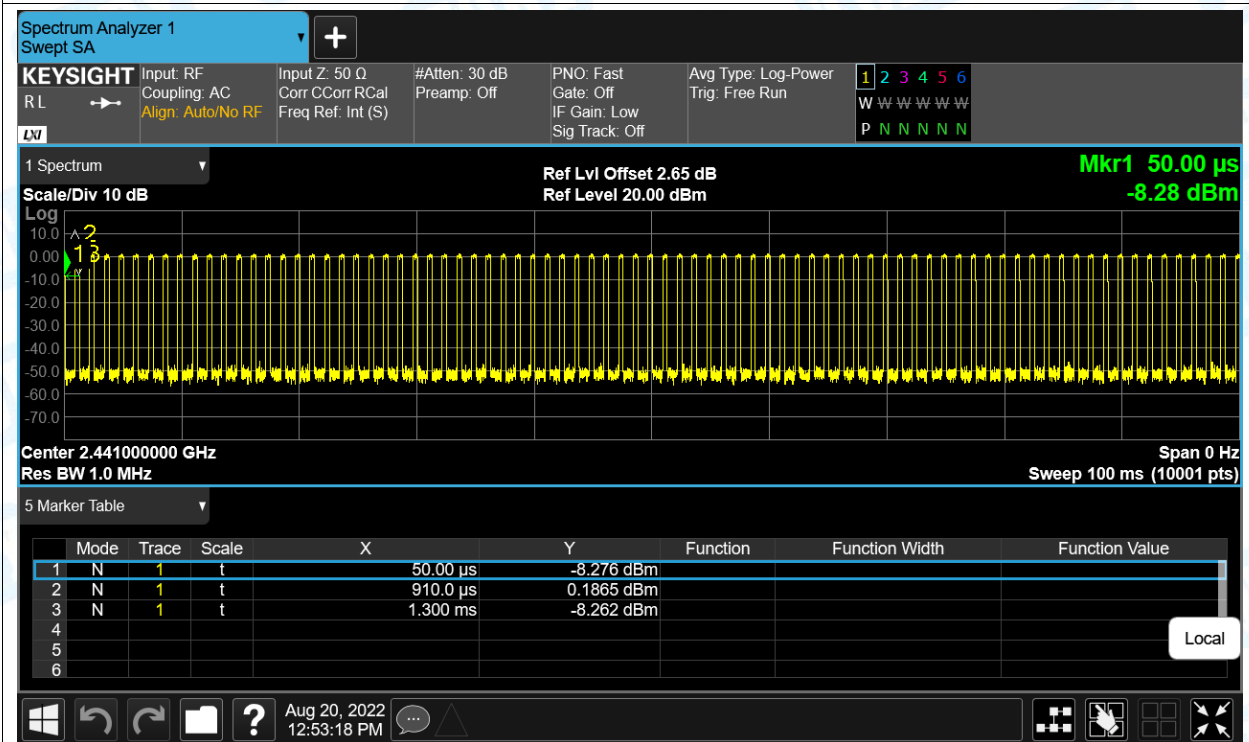 Spectrum Analyzer 1
Swept SA
+
KEYSIGHT Input: RF Input Z: 50 Ω #Atten: 30 dB PNO: Fast Avg Type: Log-Power 1 2 3 4 5 6
R L Coupling: AC Corr CCorr RCal Preamp: Off Gate: Off Trig: Free Run W W W W W W
Align: Auto/No RF Freq Ref: Int (S) IF Gain: Low P N N N N N
LXI Sig Track: Off
1 Spectrum Ref Lvl Offset 2.65 dB Mkr1 50.00 µs
Scale/Div 10 dB Ref Level 20.00 dBm -8.28 dBm
Log
10.0 2
0.00 1 3
-10.0
-20.0
-30.0
-40.0
-50.0
-60.0
-70.0
Center 2.441000000 GHz Span 0 Hz
Res BW 1.0 MHz Sweep 100 ms (10001 pts)
5 Marker Table
Mode Trace Scale X Y Function Function Width Function Value
1 N 1 t 50.00 µs -8.276 dBm
2 N 1 t 910.0 µs 0.1865 dBm
3 N 1 t 1.300 ms -8.262 dBm
4
5
6
Local
? Aug 20, 2022
12:53:18 PM